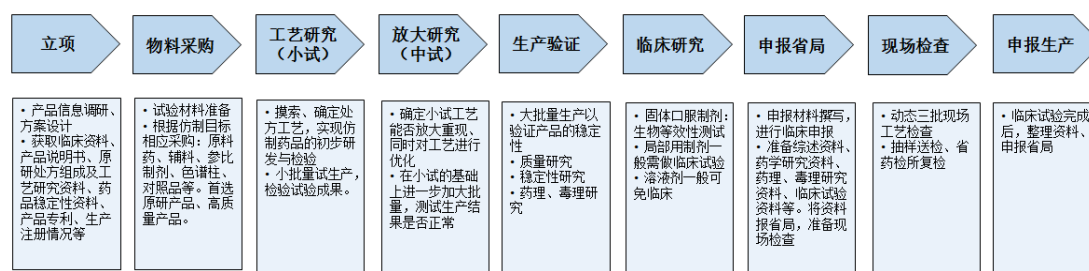 立项
物料采购
工艺研究
（小试）
放大研究
（中试）
生产验证
临床研究
申报省局
现场检查
申报生产
• 产品信息调研、
方案设计
• 获取临床资料、
产品说明书、原
研处方组成及工
艺研究资料、药
品稳定性资料、
产品专利、生产
注册情况等
• 试验材料准备
• 根据仿制目标
相应采购：原料
药、辅料、参比
制剂、色谱柱、
对照品等。首选
原研产品、高质
量产品。
• 摸索、确定处
方工艺，实现仿
制药品的初步研
发与检验
• 小批量试生产，
检验试验成果。
• 确定小试工艺
能否放大重现、
同时对工艺进行
优化
• 在小试的基础
上进一步加大批
量，测试生产结
果是否正常
• 大批量生产以
验证产品的稳定
性
• 质量研究
• 稳定性研究
• 药理、毒理研
究
• 固体口服制剂：
生物等效性测试
• 局部用制剂一
般需做临床试验
• 溶液剂一般可
免临床
• 申报材料撰写，
进行临床申报
• 准备综述资料、
药学研究资料、
药理、毒理研究
资料、临床试验
资料等。将资料
报省局，准备现
场检查
• 动态三批现场
工艺检查
• 抽样送检、省
药检所复检
• 临床试验完成
后，整理资料、
申报省局